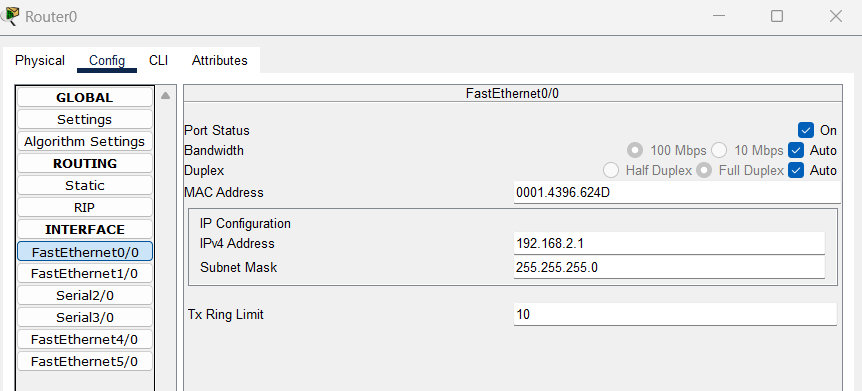 Router0
Physical Config CLI Attributes
GLOBAL
Settings
Algorithm Settings
ROUTING
Static
RIP
INTERFACE
FastEthernet0/0
FastEthernet1/0
Serial2/0
Serial3/0
FastEthernet4/0
FastEthernet5/0
FastEthernet0/0
Port Status On
Bandwidth 100 Mbps 10 Mbps Auto
Duplex Half Duplex Full Duplex Auto
MAC Address 0001.4396.624D
IP Configuration
IPv4 Address 192.168.2.1
Subnet Mask 255.255.255.0
Tx Ring Limit 10